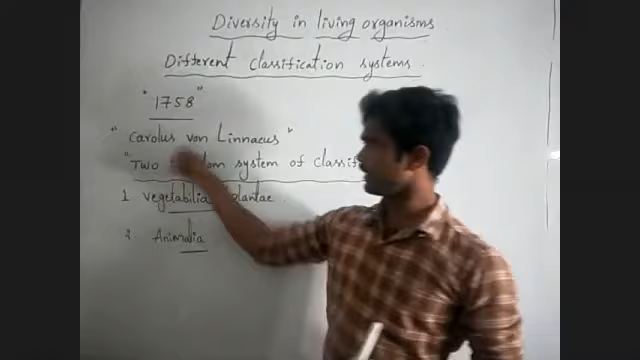 Diversity in living organisms
Different classification systems
"1758"
"Carolus von Linnaeus"
"Two system of
1 Vegetabilia plantae
2. Animalia